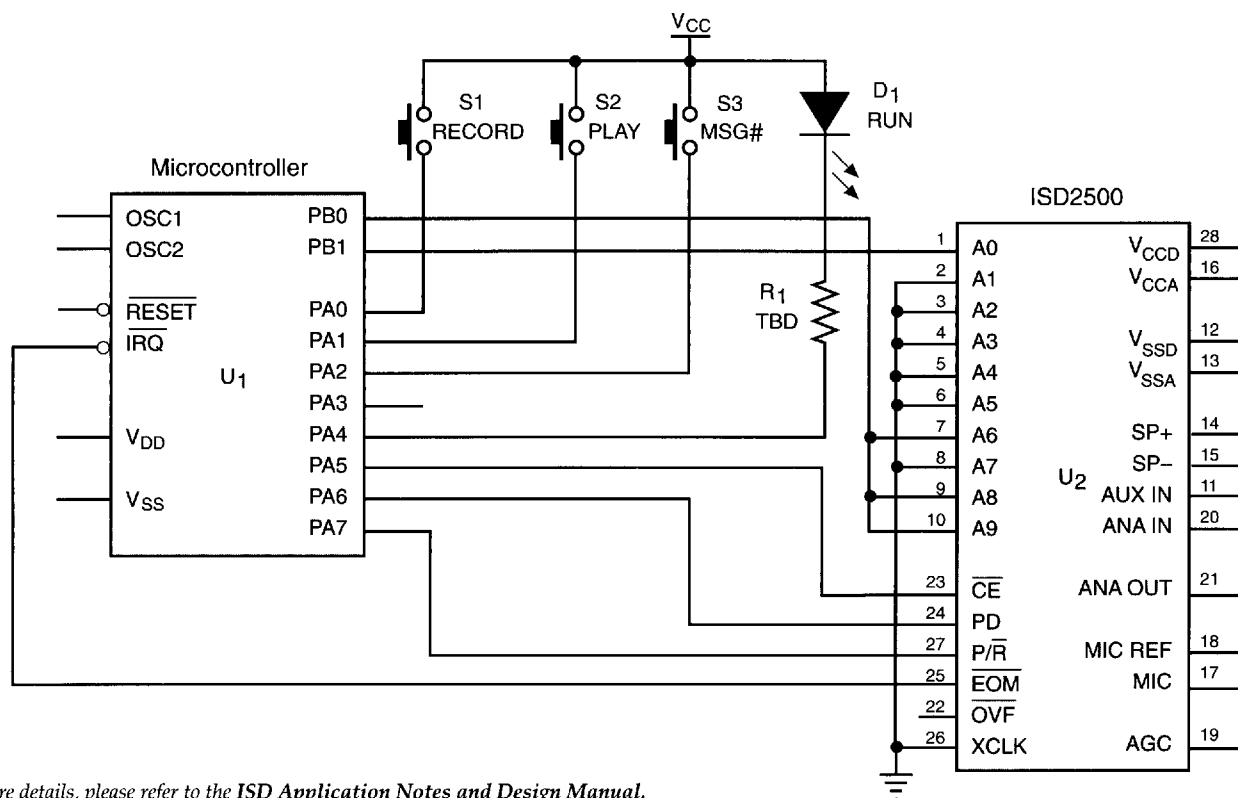 VCC
S1
RECORD
S2
PLAY
S3
MSG#
D1
RUN
Microcontroller
OSC1
OSC2
RESET
IRQ
U1
VDD
VSS
PB0
PB1
PA0
PA1
PA2
PA3
PA4
PA5
PA6
PA7
R1
TBD
ISD2500
1 A0
2 A1
3 A2
4 A3
5 A4
6 A5
7 A6
8 A7
9 A8
10 A9
23 CE
24 PD
27 P/R
25 EOM
22 OVF
26 XCLK
U2
VCCD 28
VCCA 16
VSSD 12
VSSA 13
SP+ 14
SP– 15
AUX IN 11
ANA IN 20
ANA OUT 21
MIC REF 18
MIC 17
AGC 19
re details, please refer to the ISD Application Notes and Design Manual.